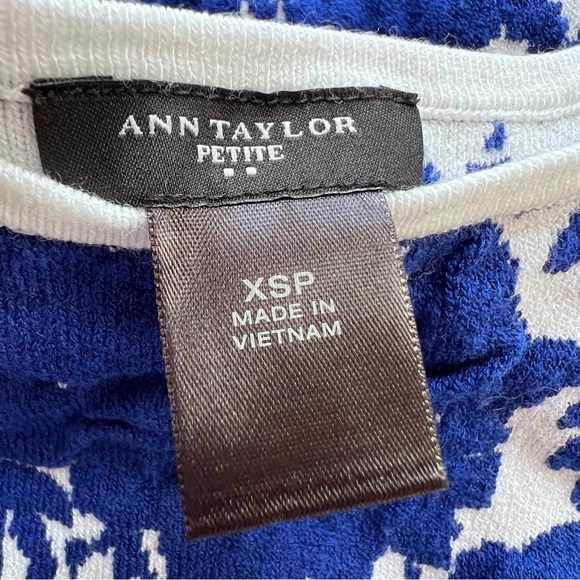 ANN TAYLOR
PETITE
XSP
MADE IN
VIETNAM